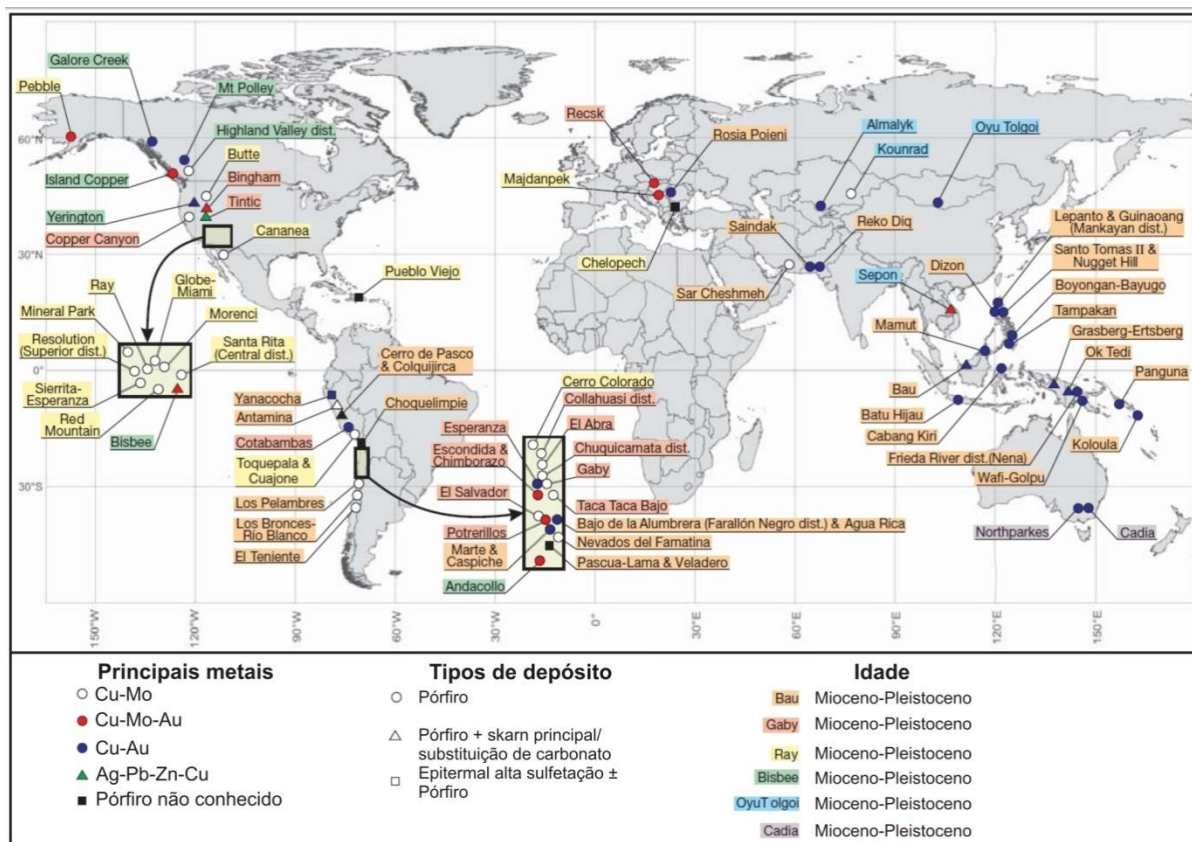 Galore Creek
Pebble
Mt Polley
Highland Valley dist.
Butte
Bingham
Island Copper
Tintic
Yerington
Copper Canyon
Cananea
60°N
30°N
0°
30°S
Ray
Globe-
Miami
Mineral Park
Morenci
Resolution
(Superior dist.)
Santa Rita
(Central dist.)
Sierrita-
Esperanza
Red
Mountain
Bisbee
Pueblo Viejo
Cerro de Pasco
& Colquijirca
Yanacocha
Choquelimpie
Antamina
Cotabambas
Toquepala &
Cuajone
Los Pelambres
Los Bronces-
Río Blanco
El Teniente
Cerro Colorado
Collahuasi dist.
Esperanza
El Abra
Escondida &
Chimborazo
Chuquicamata dist.
Gaby
El Salvador
Taca Taca Bajo
Potrerillos
Bajo de la Alumbrera (Farallón Negro dist.) & Agua Rica
Marte &
Caspiche
Nevados del Famatina
Pascua-Lama & Veladero
Andacollo
Recsk
Rosia Poieni
Majdanpek
Chelopech
Almalyk
Kounrad
Oyu Tolgoi
Saindak
Reko Diq
Sar Cheshmeh
Sepon
Dizon
Lepanto & Guinaoang
(Mankayan dist.)
Santo Tomas II &
Nugget Hill
Boyongan-Bayugo
Mamut
Tampakan
Grasberg-Ertsberg
Ok Tedi
Panguna
Bau
Batu Hijau
Cabang Kiri
Koloula
Frieda River dist.(Nena)
Wafi-Golpu
Northparkes
Cadia
150°W
120°W
90°W
60°W
0°
30°E
60°E
90°E
120°E
150°E
Principais metais
Cu-Mo
Cu-Mo-Au
Cu-Au
Ag-Pb-Zn-Cu
Pórfiro não conhecido
Tipos de depósito
Pórfiro
Pórfiro + skarn principal/
substituição de carbonato
Epitermal alta sulfetação ±
Pórfiro
Idade
Bau Mioceno-Pleistoceno
Gaby Mioceno-Pleistoceno
Ray Mioceno-Pleistoceno
Bisbee Mioceno-Pleistoceno
OyuT olgoi Mioceno-Pleistoceno
Cadia Mioceno-Pleistoceno